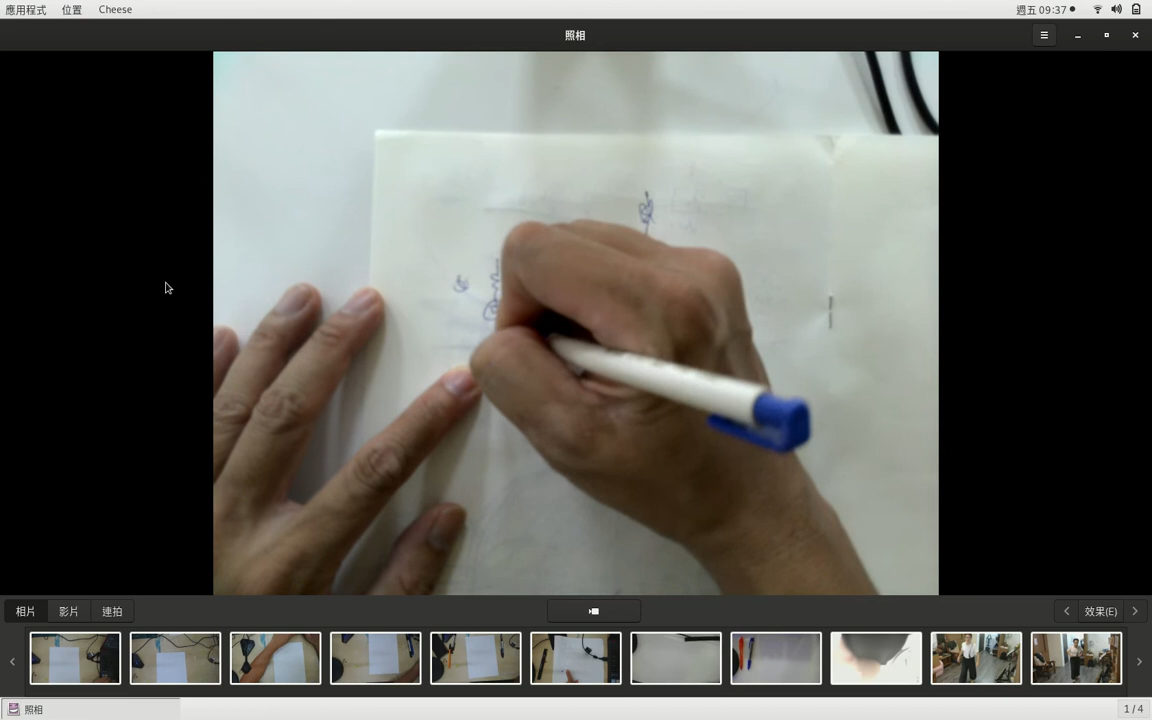 應用程式 位置 Cheese 週五 09:37
照相
相片 影片 連拍 效果(E)
照相 1 / 4